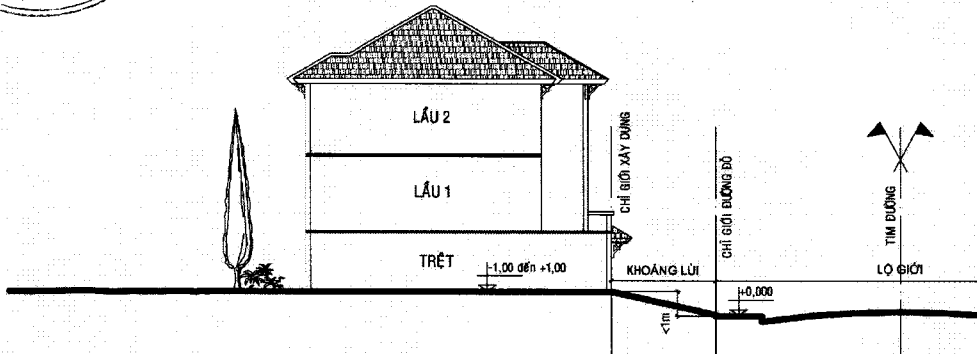 LẦU 2
LẦU 1
TRỆT
-1,00 đến +1,00
CHỈ GIỚI XÂY DỰNG
KHOẢNG LÙI
<1m
CHỈ GIỚI ĐƯỜNG ĐỎ
+0,000
TIM ĐƯỜNG
LỘ GIỚI